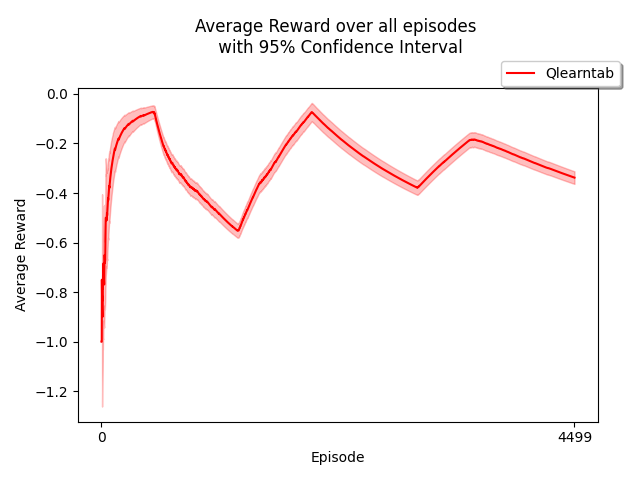 Average Reward over all episodes
with 95% Confidence Interval
Qlearntab
0.0
−0.2
−0.4
−0.6
−0.8
−1.0
−1.2
Average Reward
0
4499
Episode